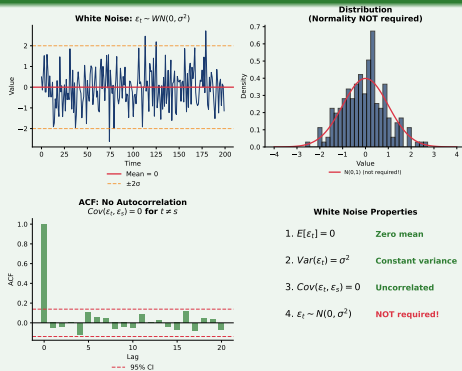 White Noise: εₜ ~ WN(0, σ²)
Value
2
1
0
−1
−2
0 25 50 75 100 125 150 175 200
Time
Mean = 0
±2σ
Distribution
(Normality NOT required)
Density
0.7
0.6
0.5
0.4
0.3
0.2
0.1
0.0
−4 −3 −2 −1 0 1 2 3 4
Value
N(0,1) (not required!)
ACF: No Autocorrelation
Cov(εₜ, εₛ) = 0 for t ≠ s
ACF
1.0
0.8
0.6
0.4
0.2
0.0
0 5 10 15 20
Lag
95% CI
White Noise Properties
1. E[εₜ] = 0 Zero mean
2. Var(εₜ) = σ² Constant variance
3. Cov(εₜ, εₛ) = 0 Uncorrelated
4. εₜ ~ N(0, σ²) NOT required!